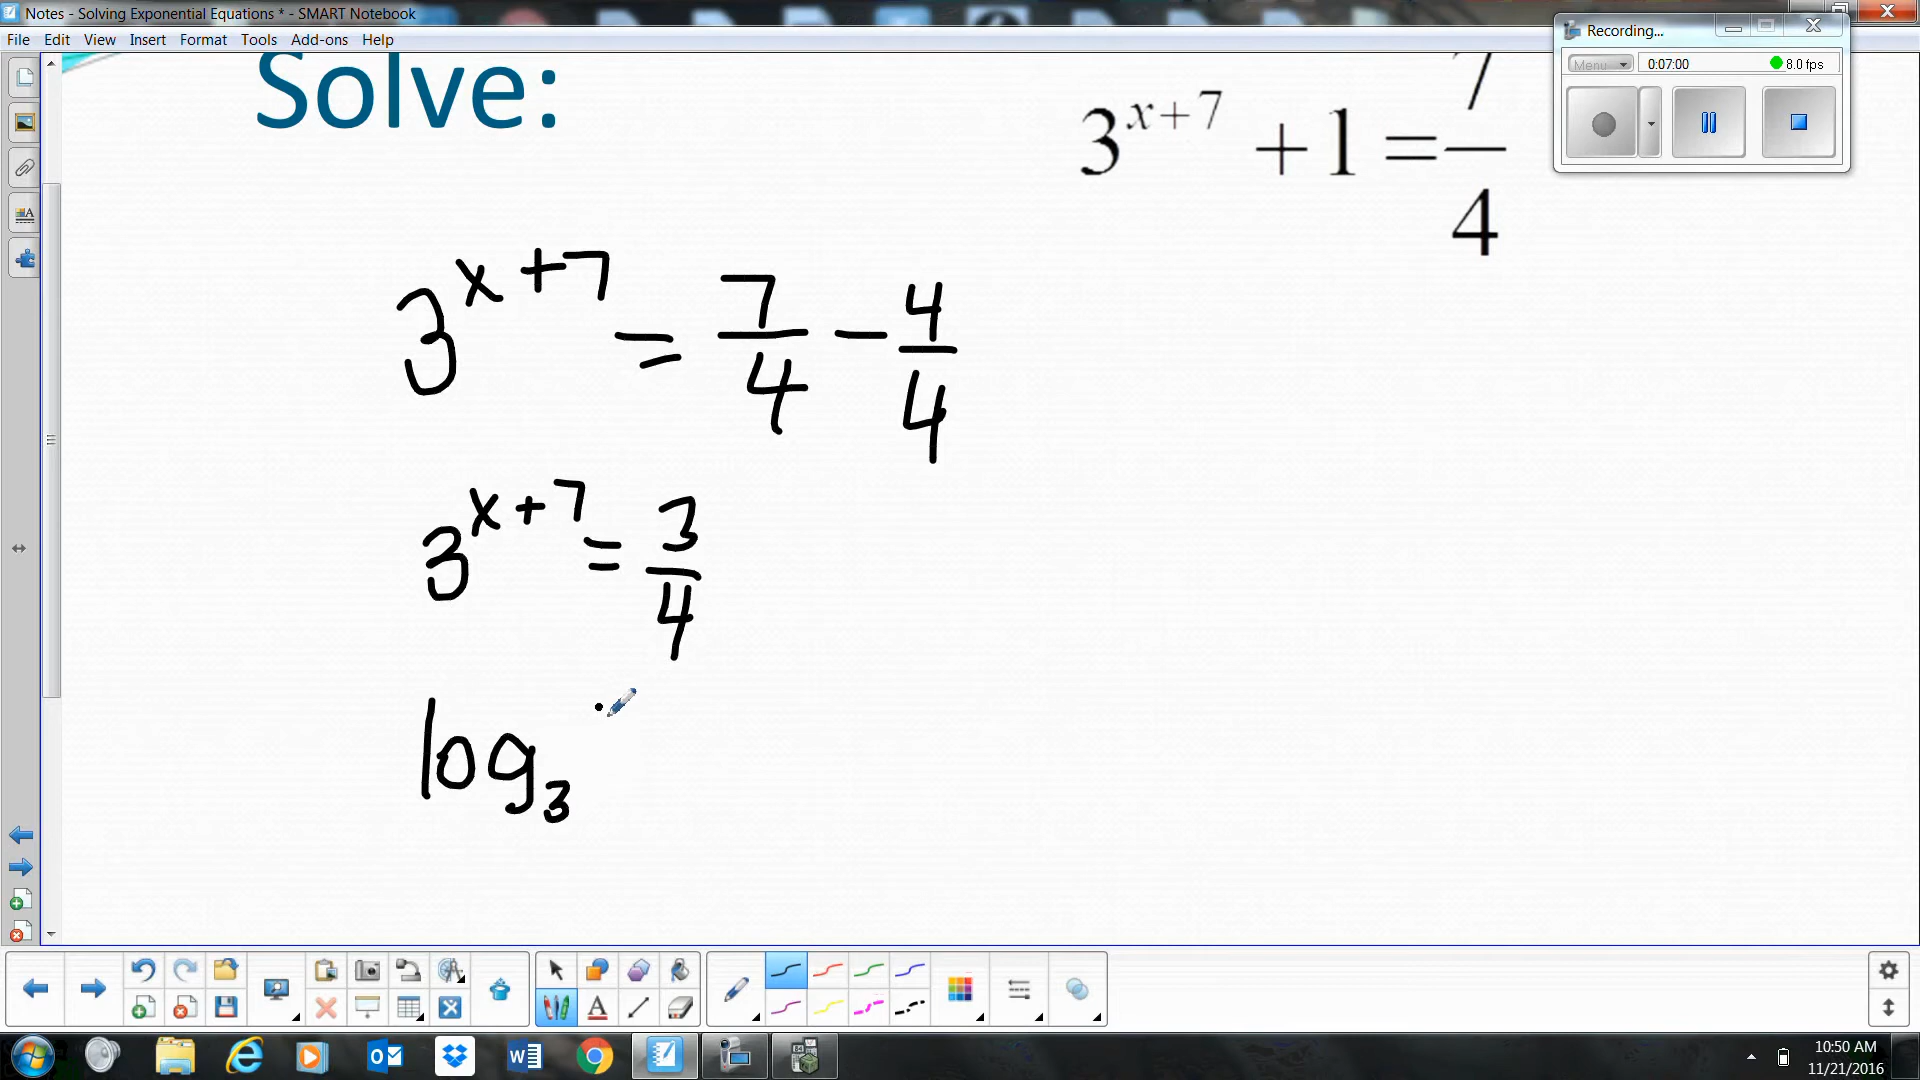 Notes - Solving Exponential Equations * - SMART Notebook
File Edit View Insert Format Tools Add-ons Help
Recording...
Menu 0:07:00 8.0 fps
Solve:
3^{x+7} + 1 = 7/4
3^{x+7} = 7/4 - 4/4
3^{x+7} = 3/4
log_3
10:50 AM
11/21/2016